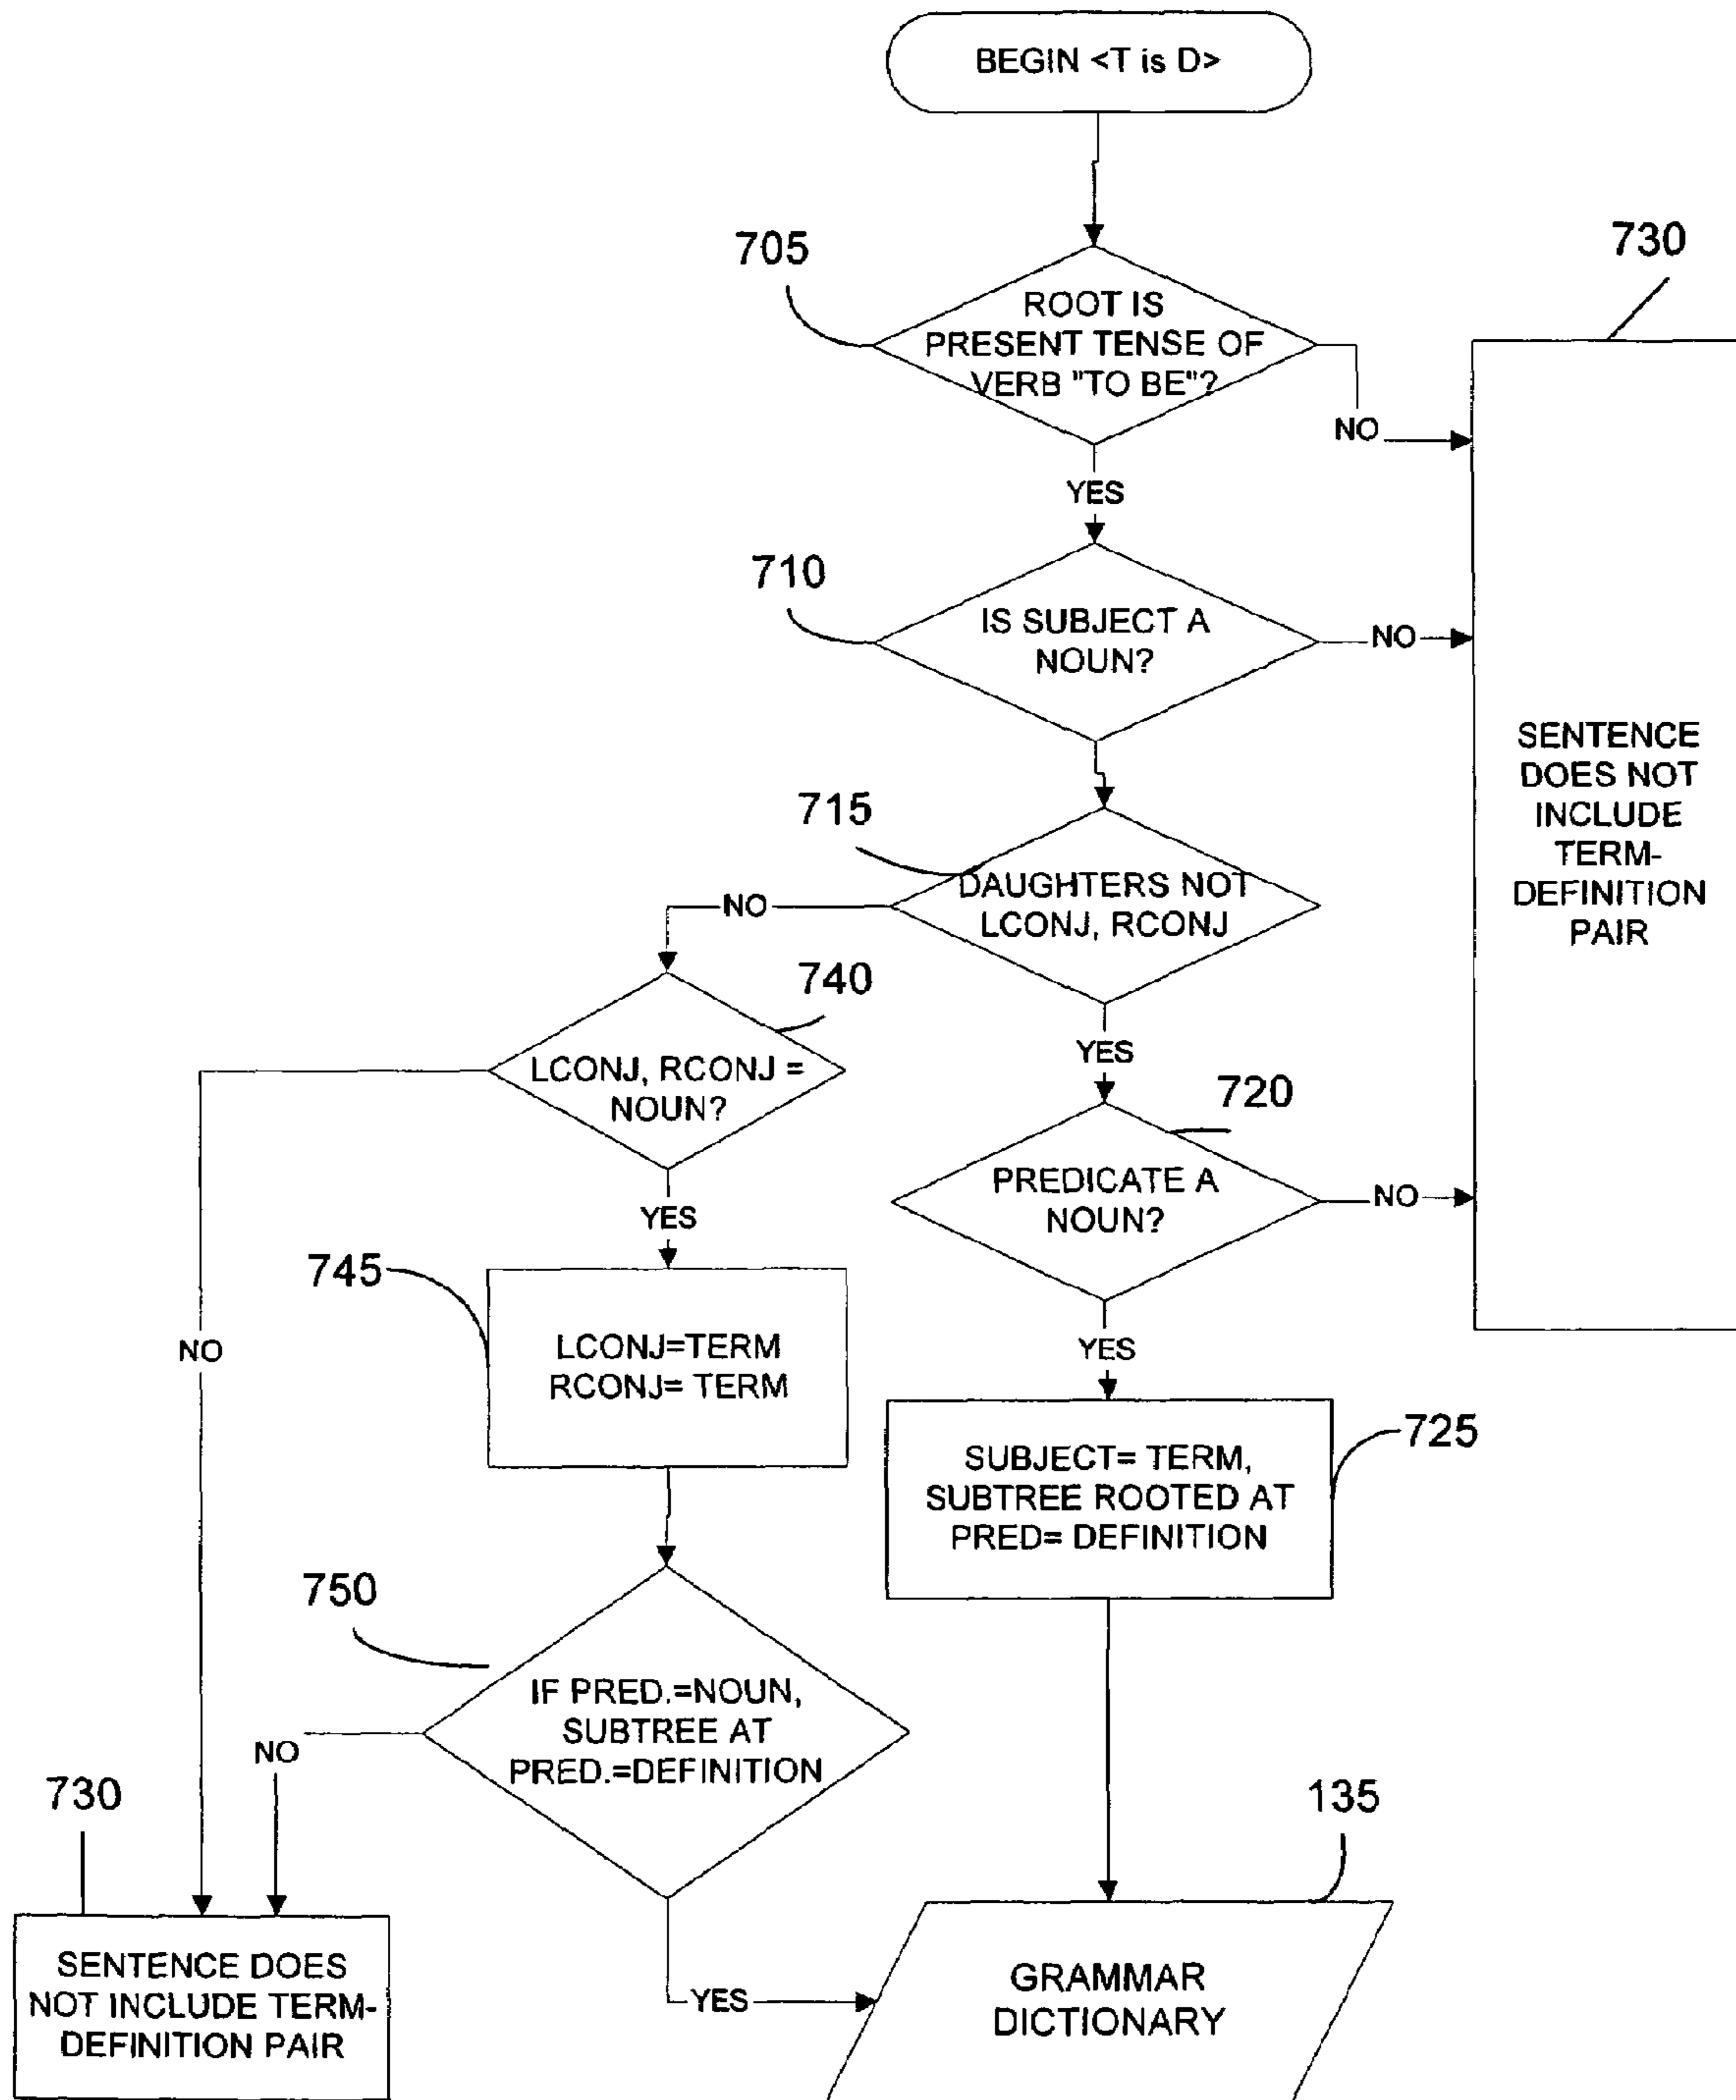 BEGIN <T is D>
705
730
ROOT IS
PRESENT TENSE OF
VERB "TO BE"?
NO
YES
710
IS SUBJECT A
NOUN?
NO
SENTENCE
DOES NOT
INCLUDE
TERM-
DEFINITION
PAIR
715
DAUGHTERS NOT
LCONJ, RCONJ
NO
740
YES
LCONJ, RCONJ =
NOUN?
720
PREDICATE A
NOUN?
NO
YES
745
LCONJ=TERM
RCONJ= TERM
NO
YES
725
SUBJECT= TERM,
SUBTREE ROOTED AT
PRED= DEFINITION
750
IF PRED.=NOUN,
SUBTREE AT
PRED.=DEFINITION
NO
730
135
SENTENCE DOES
NOT INCLUDE TERM-
DEFINITION PAIR
YES
GRAMMAR
DICTIONARY